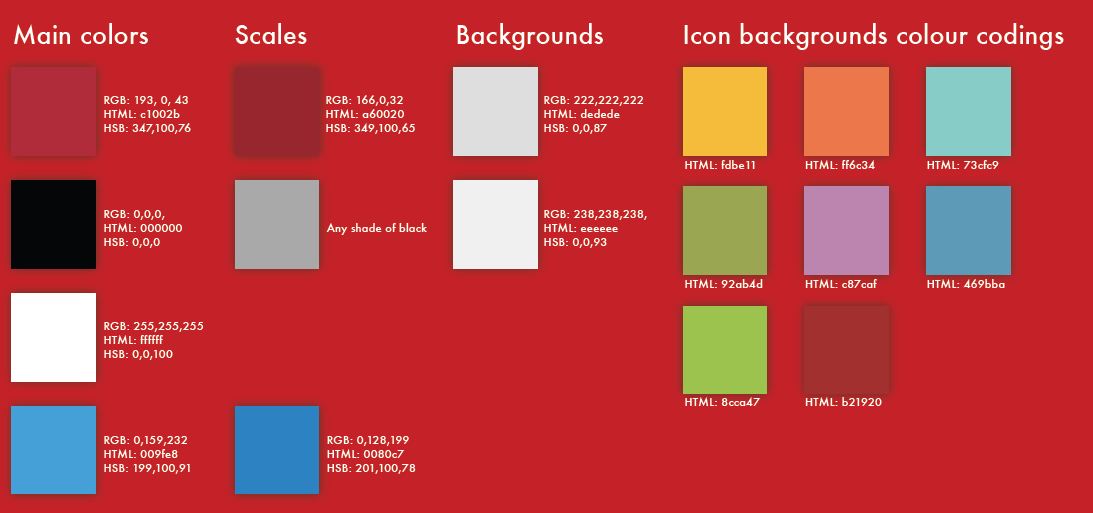 Main colors
RGB: 193, 0, 43
HTML: c1002b
HSB: 347,100,76
RGB: 0,0,0,
HTML: 000000
HSB: 0,0,0
RGB: 255,255,255
HTML: ffffff
HSB: 0,0,100
RGB: 0,159,232
HTML: 009fe8
HSB: 199,100,91
Scales
RGB: 166,0,32
HTML: a60020
HSB: 349,100,65
Any shade of black
RGB: 0,128,199
HTML: 0080c7
HSB: 201,100,78
Backgrounds
RGB: 222,222,222
HTML: dedede
HSB: 0,0,87
RGB: 238,238,238,
HTML: eeeeee
HSB: 0,0,93
Icon backgrounds colour codings
HTML: fdbe11
HTML: ff6c34
HTML: 73cfc9
HTML: 92ab4d
HTML: c87caf
HTML: 469bba
HTML: 8cca47
HTML: b21920